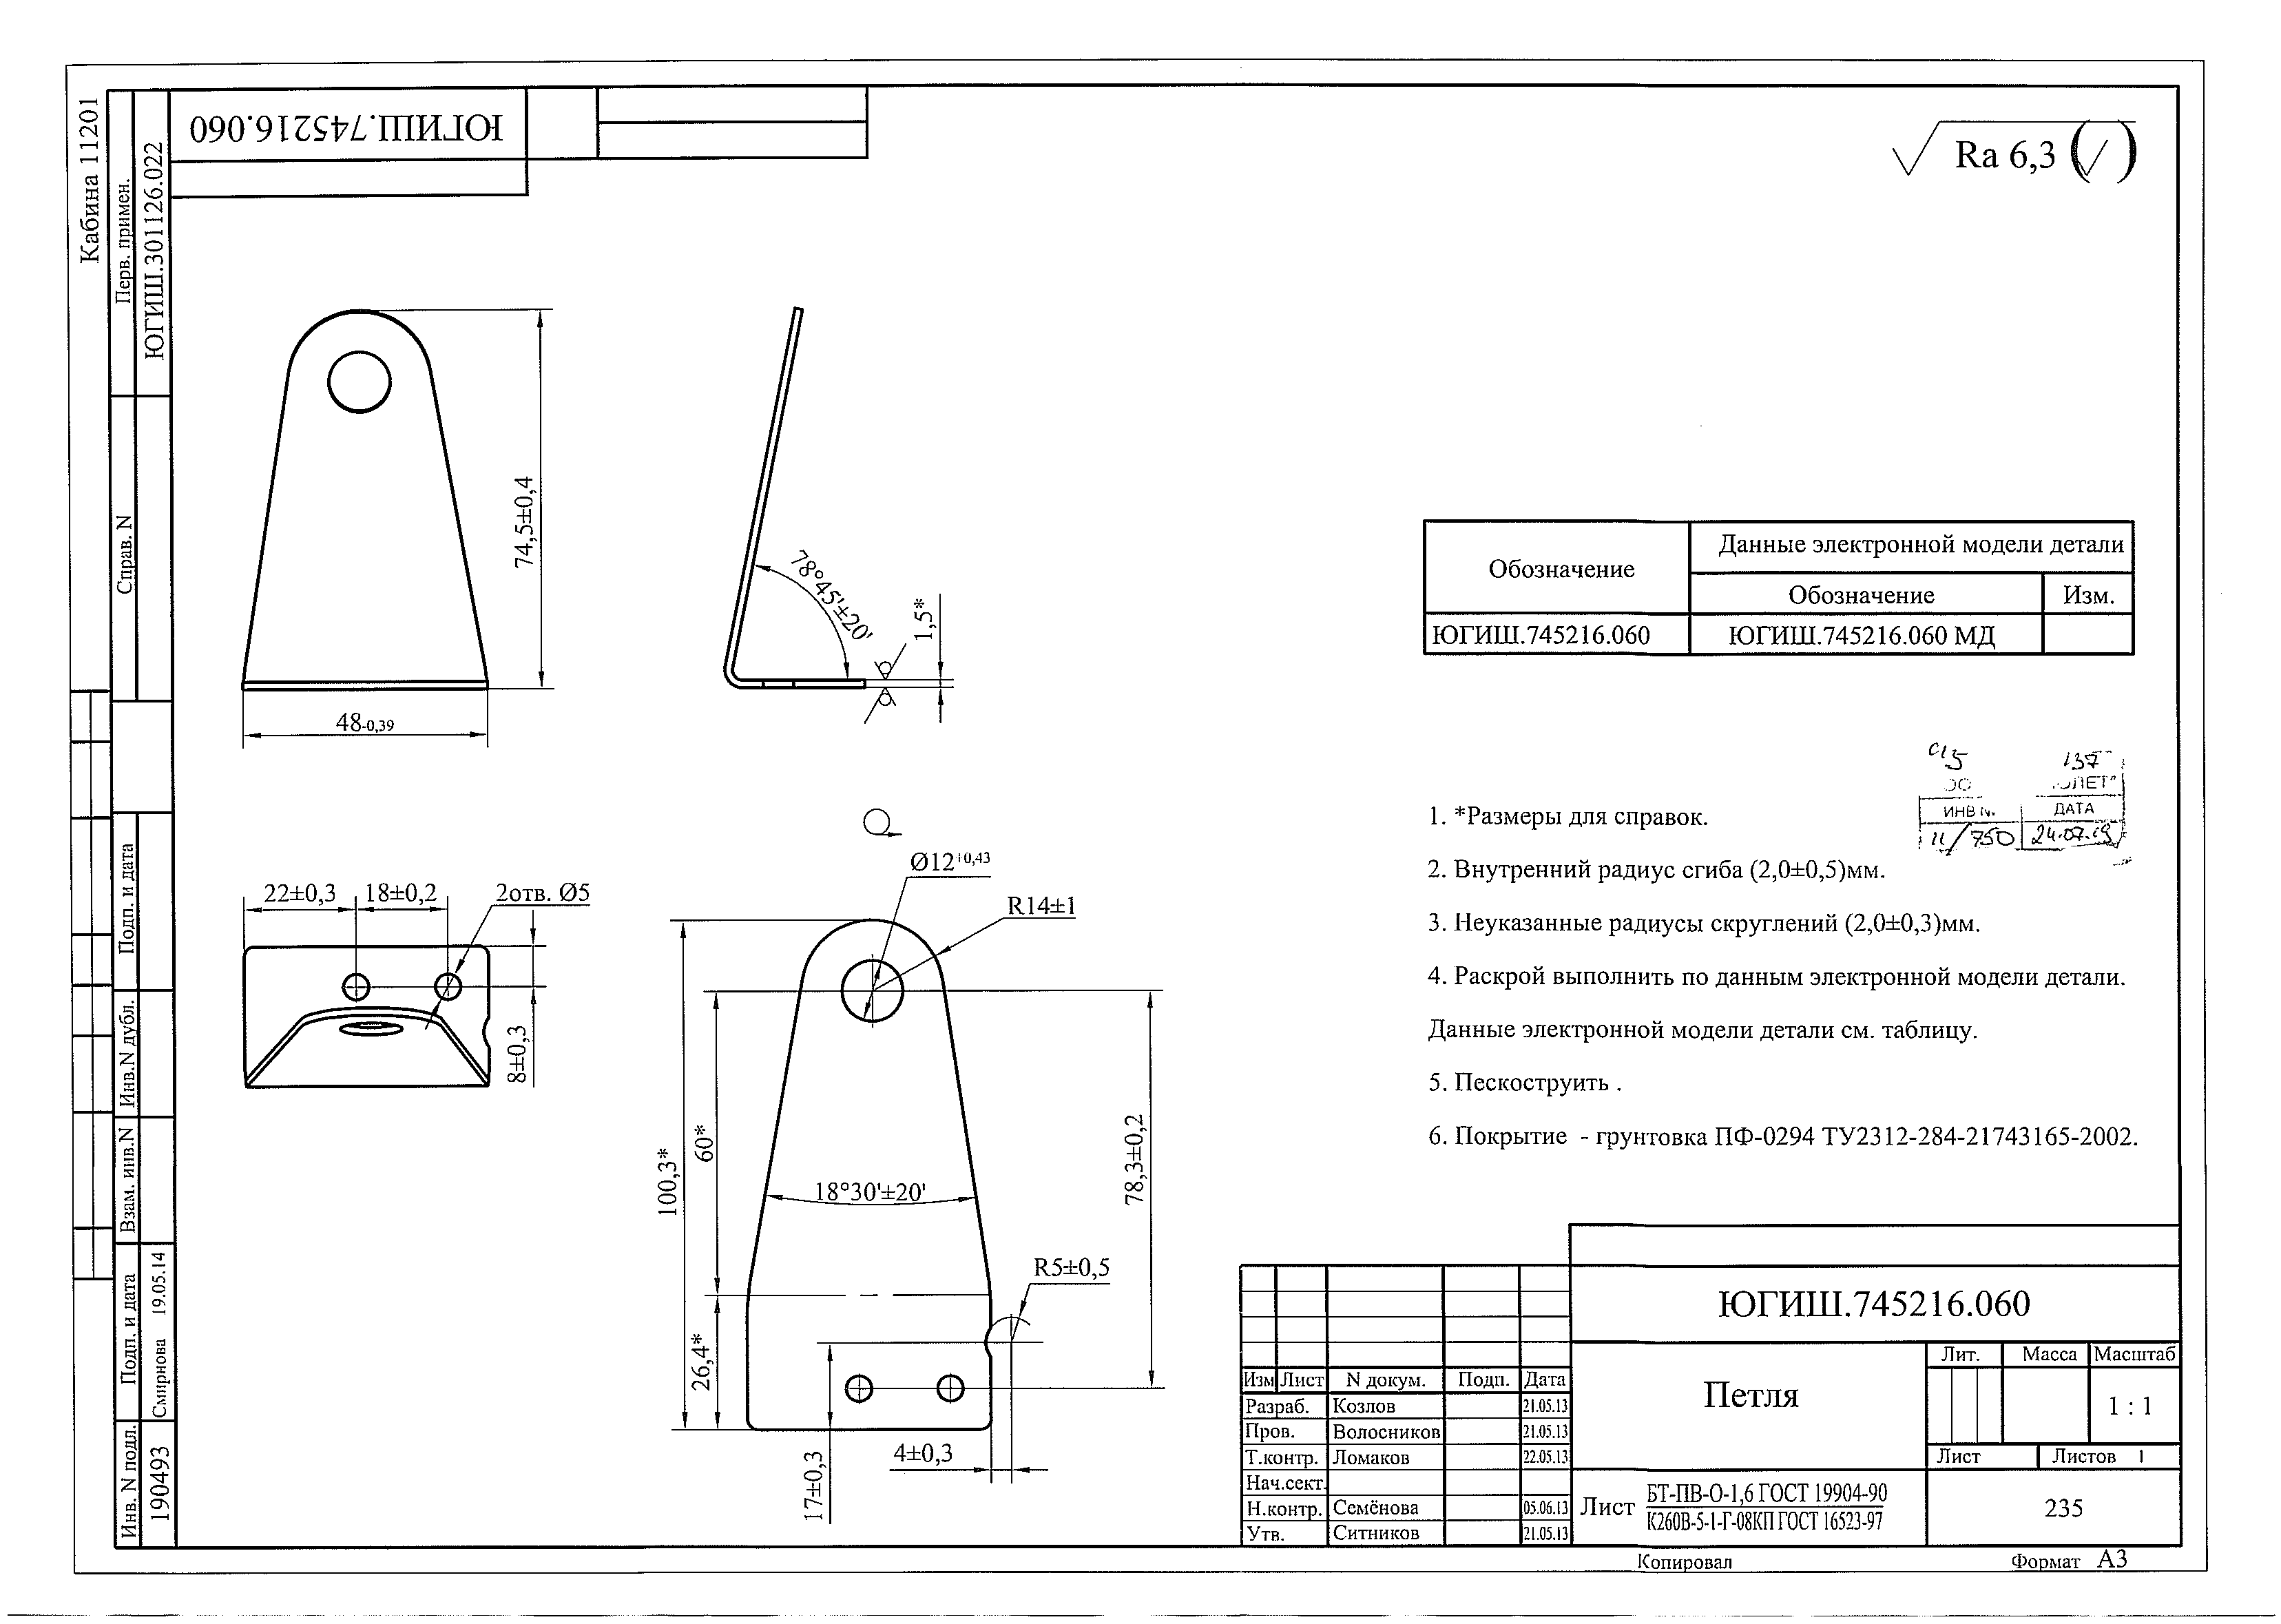 Кабина 11201
Перв. примен.
ЮГИШ.301126.022
Справ. N
Подп. и дата
Инв.N дубл.
Взам. инв.N
Подп. и дата
Смирнова 19.05.14
Инв. N подл.
190493
ЮГИШ.745216.060
Ra 6,3
74,5±0,4
48-0,39
78°45'±20'
1,5*
22±0,3
18±0,2
2отв. Ø5
8±0,3
Ø12+0,43
R14±1
100,3*
60*
26,4*
18°30'±20'
78,3±0,2
R5±0,5
17±0,3
4±0,3
Обозначение
Данные электронной модели детали
Обозначение Изм.
ЮГИШ.745216.060 ЮГИШ.745216.060 МД
137
ИНВ N. ДАТА
11/750
1. *Размеры для справок.
2. Внутренний радиус сгиба (2,0±0,5)мм.
3. Неуказанные радиусы скруглений (2,0±0,3)мм.
4. Раскрой выполнить по данным электронной модели детали.
Данные электронной модели детали см. таблицу.
5. Пескоструить .
6. Покрытие - грунтовка ПФ-0294 ТУ2312-284-21743165-2002.
ЮГИШ.745216.060
Изм Лист N докум. Подп. Дата
Разраб. Козлов 21.05.13
Пров. Волосников 21.05.13
Т.контр. Ломаков 22.05.13
Нач.сект.
Н.контр. Семёнова 05.06.13
Утв. Ситников 21.05.13
Петля
Лит. Масса Масштаб
1 : 1
Лист Листов 1
Лист БТ-ПВ-О-1,6 ГОСТ 19904-90
К260В-5-1-Г-08КП ГОСТ 16523-97
235
Копировал
Формат А3